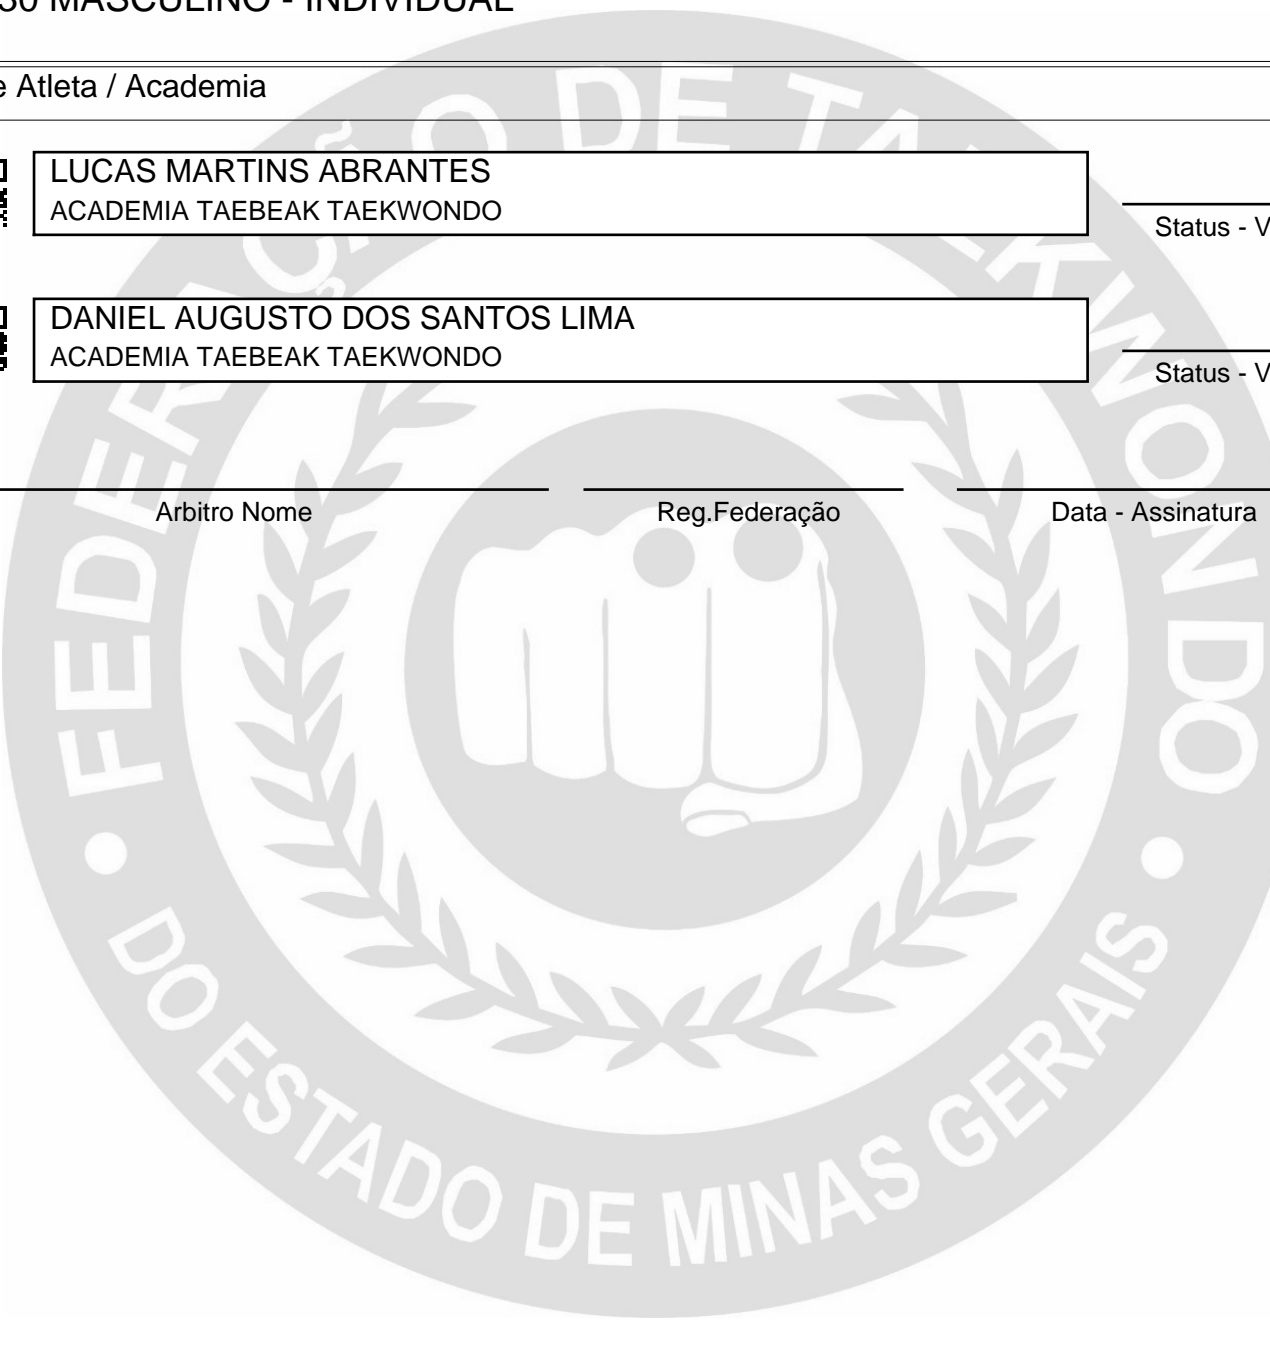 30 MASCULINO - INDIVIDUAL
e Atleta / Academia
LUCAS MARTINS ABRANTES
ACADEMIA TAEBEAK TAEKWONDO
Status - V
DANIEL AUGUSTO DOS SANTOS LIMA
ACADEMIA TAEBEAK TAEKWONDO
Status - V
Arbitro Nome Reg.Federação Data - Assinatura
FEDERAÇÃO DE TAEKWONDO
DO ESTADO DE MINAS GERAIS